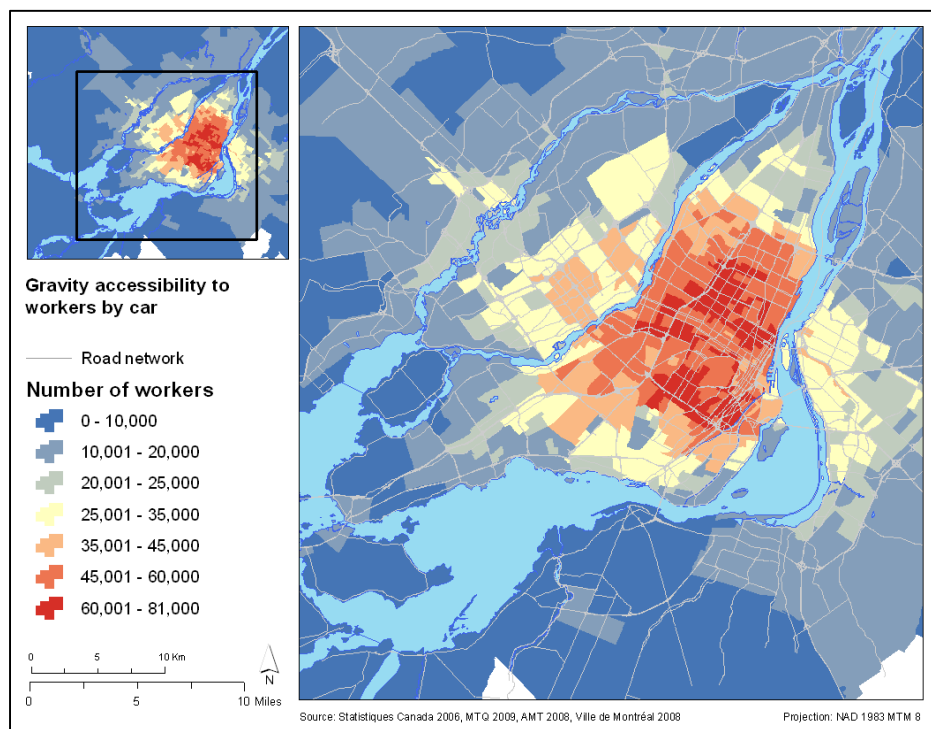 Gravity accessibility to
workers by car
Road network
Number of workers
0 - 10,000
10,001 - 20,000
20,001 - 25,000
25,001 - 35,000
35,001 - 45,000
45,001 - 60,000
60,001 - 81,000
0 5 10 Km
N
0 5 10 Miles
Source: Statistiques Canada 2006, MTQ 2009, AMT 2008, Ville de Montréal 2008
Projection: NAD 1983 MTM 8